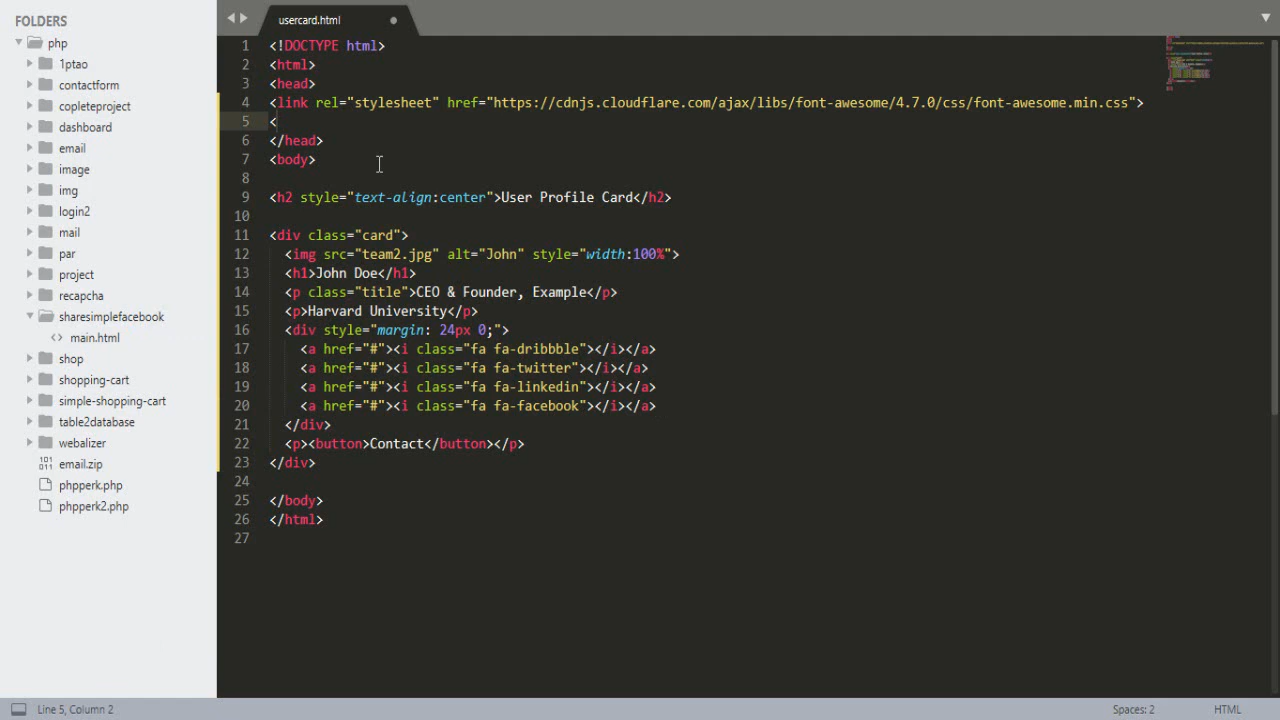 FOLDERS
php
1ptao
contactform
copleteproject
dashboard
email
image
img
login2
mail
par
project
recapcha
sharesimplefacebook
<> main.html
shop
shopping-cart
simple-shopping-cart
table2database
webalizer
email.zip
phpperk.php
phpperk2.php
usercard.html
1 <!DOCTYPE html>
2 <html>
3 <head>
4 <link rel="stylesheet" href="https://cdnjs.cloudflare.com/ajax/libs/font-awesome/4.7.0/css/font-awesome.min.css">
5 <
6 </head>
7 <body>
8
9 <h2 style="text-align:center">User Profile Card</h2>
10
11 <div class="card">
12 <img src="team2.jpg" alt="John" style="width:100%">
13 <h1>John Doe</h1>
14 <p class="title">CEO & Founder, Example</p>
15 <p>Harvard University</p>
16 <div style="margin: 24px 0;">
17 <a href="#"><i class="fa fa-dribbble"></i></a>
18 <a href="#"><i class="fa fa-twitter"></i></a>
19 <a href="#"><i class="fa fa-linkedin"></i></a>
20 <a href="#"><i class="fa fa-facebook"></i></a>
21 </div>
22 <p><button>Contact</button></p>
23 </div>
24
25 </body>
26 </html>
27
Line 5, Column 2
Spaces: 2
HTML